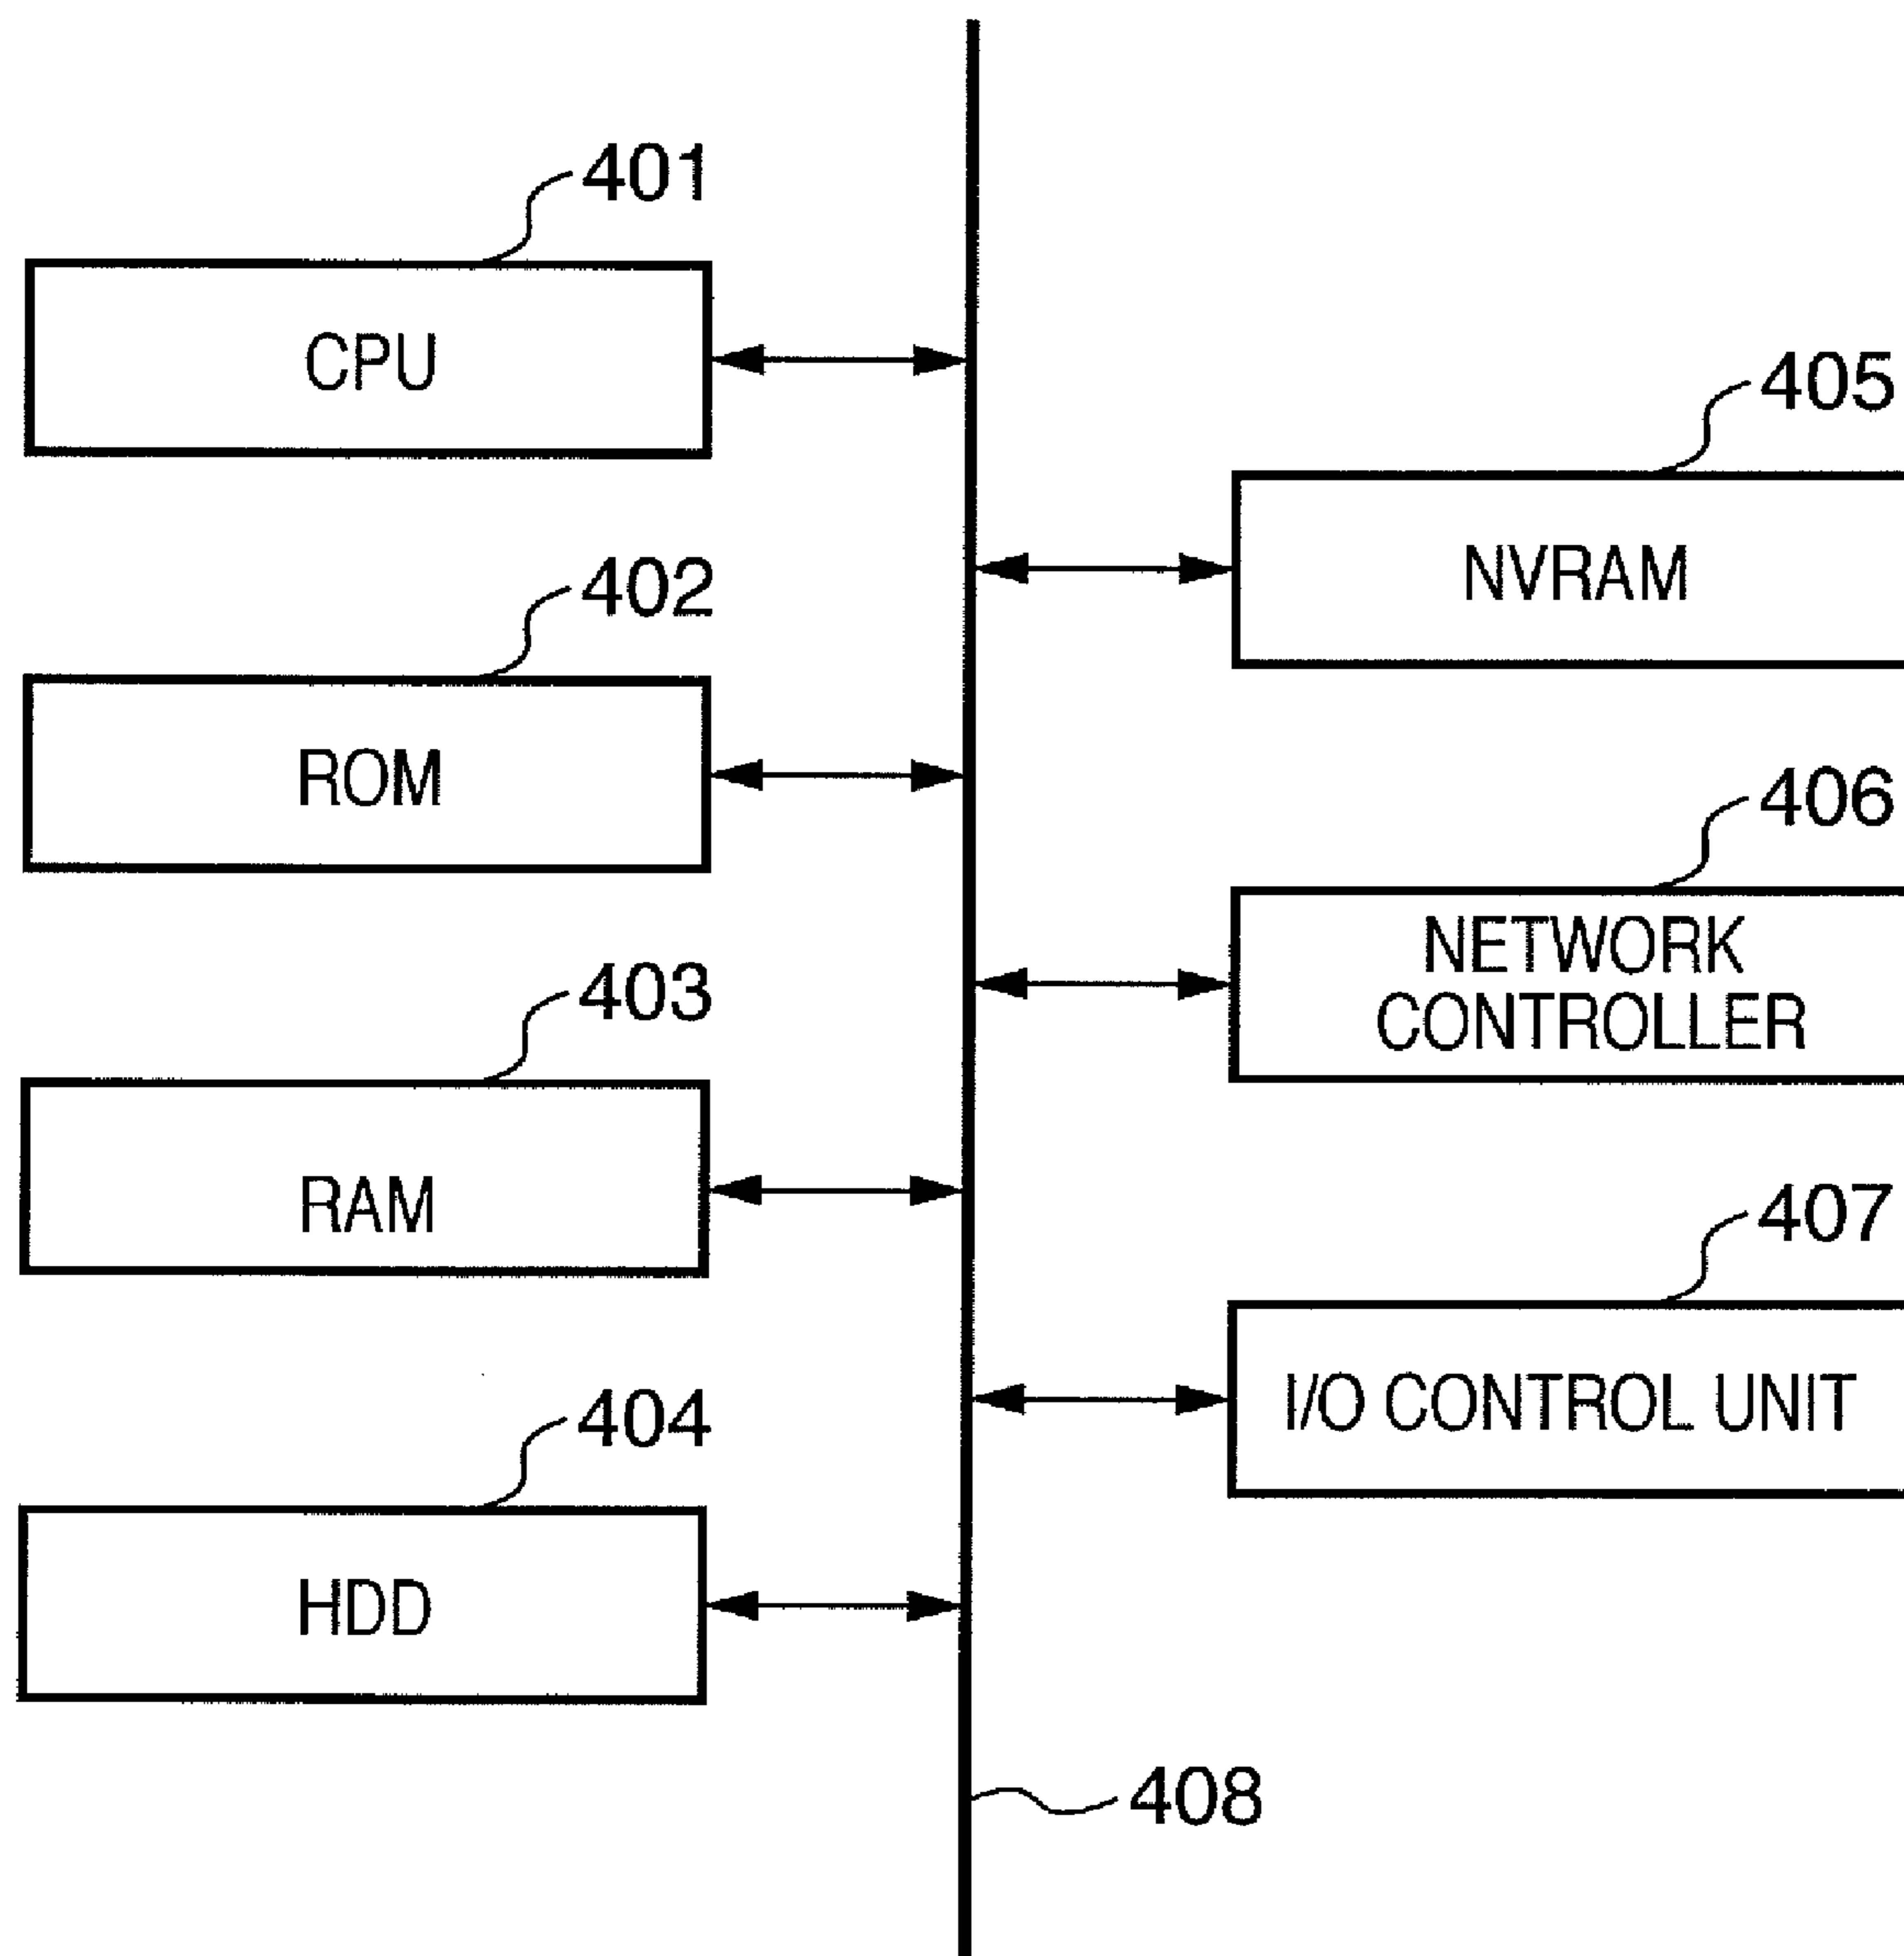 401
CPU
402
ROM
403
RAM
404
HDD
405
NVRAM
406
NETWORK
CONTROLLER
407
I/O CONTROL UNIT
408